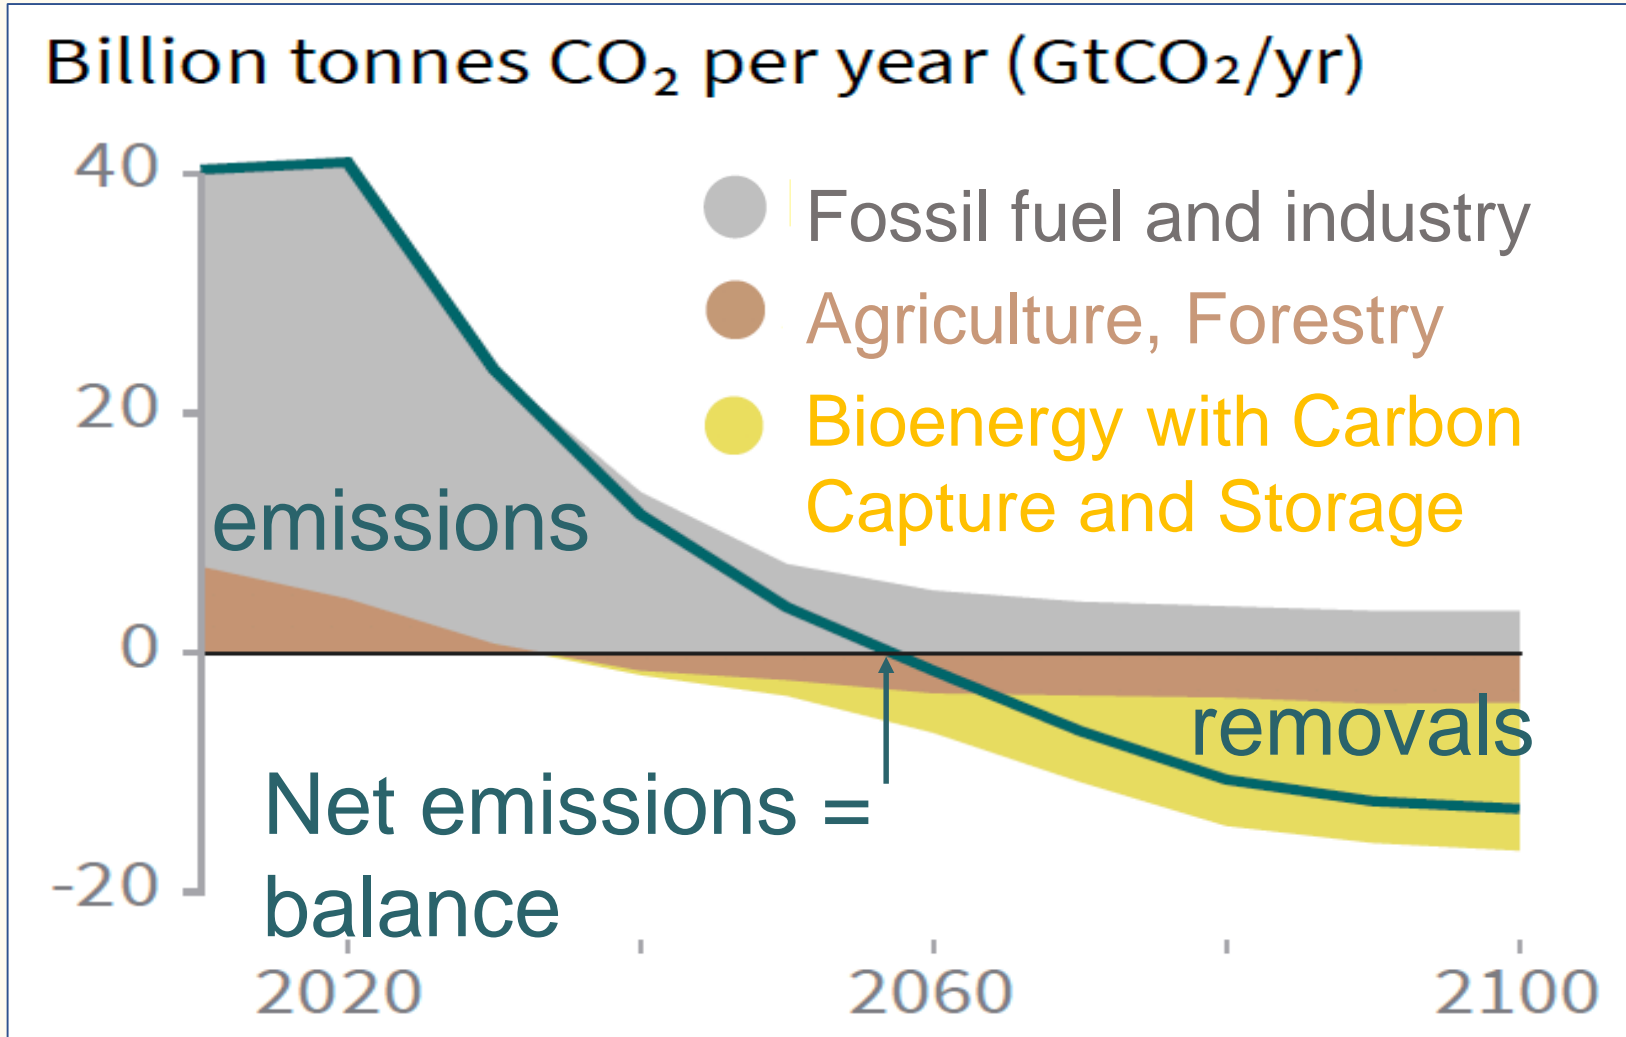 Billion tonnes CO₂ per year (GtCO₂/yr)
40
20
0
-20
Fossil fuel and industry
Agriculture, Forestry
Bioenergy with Carbon
Capture and Storage
emissions
removals
Net emissions =
balance
2020
2060
2100